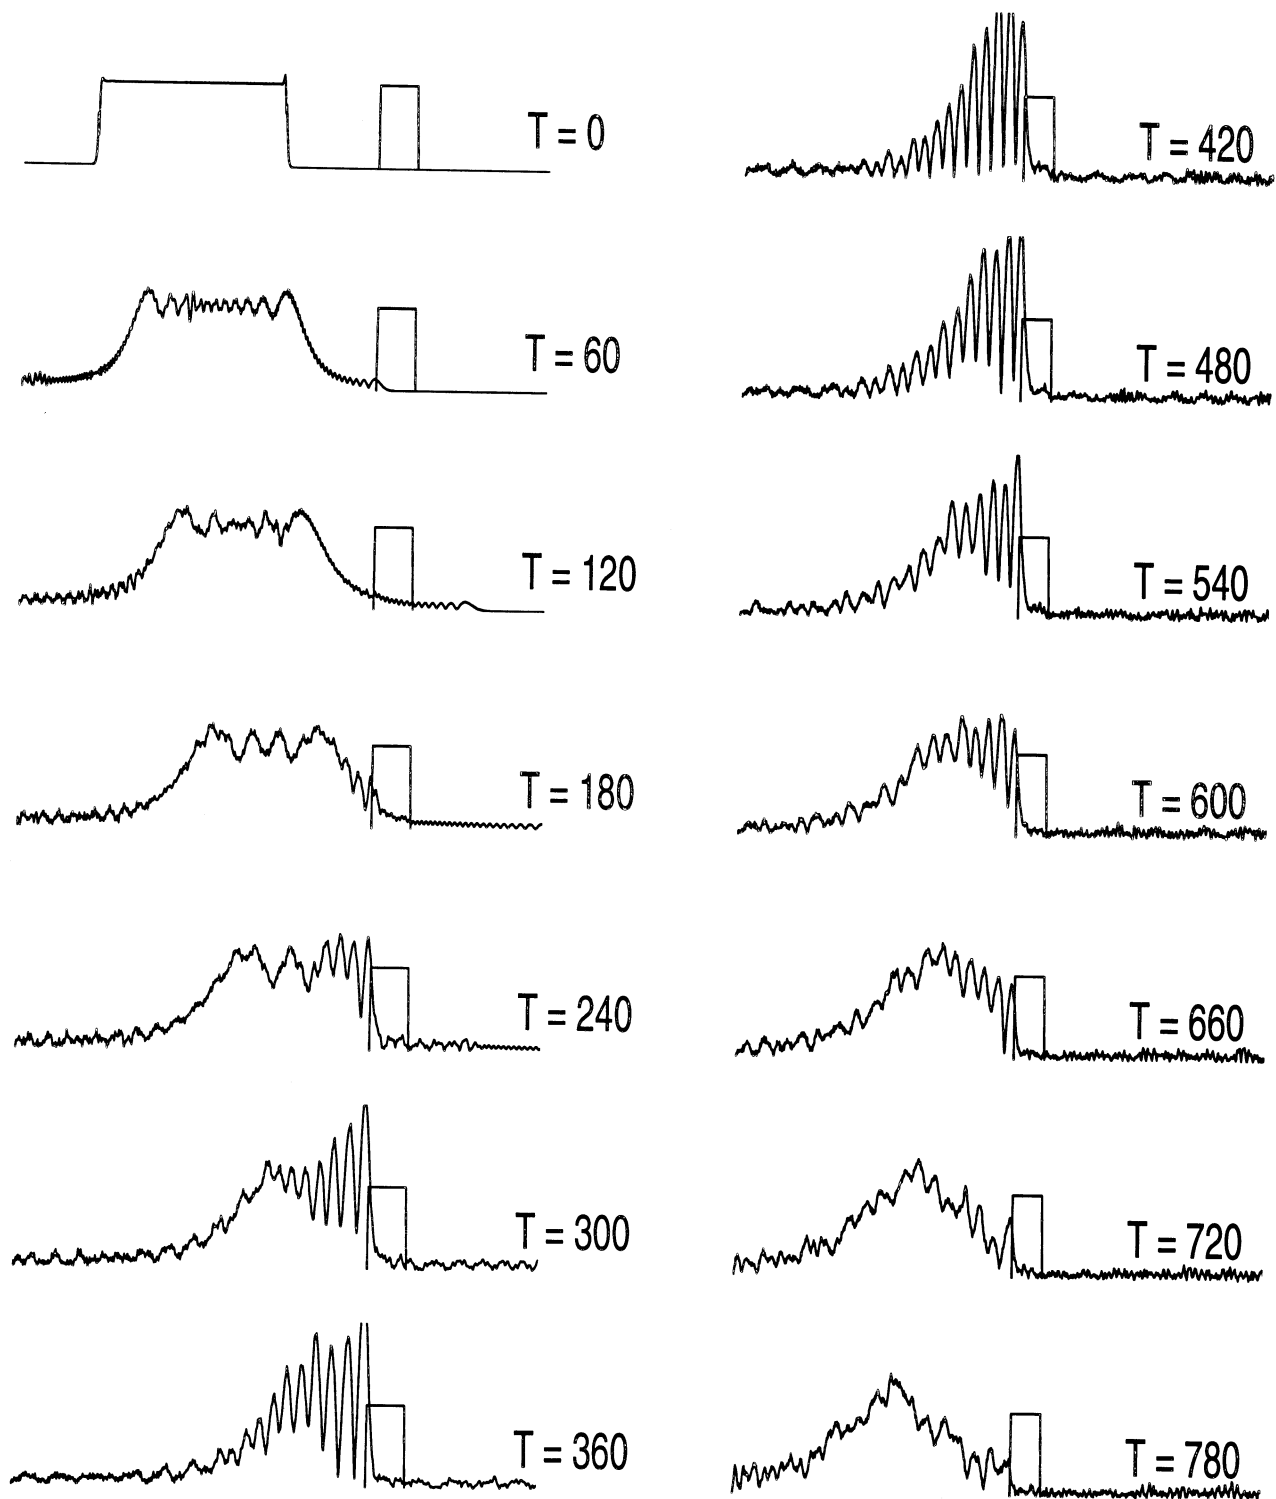 T = 0
T = 60
T = 120
T = 180
T = 240
T = 300
T = 360
T = 420
T = 480
T = 540
T = 600
T = 660
T = 720
T = 780